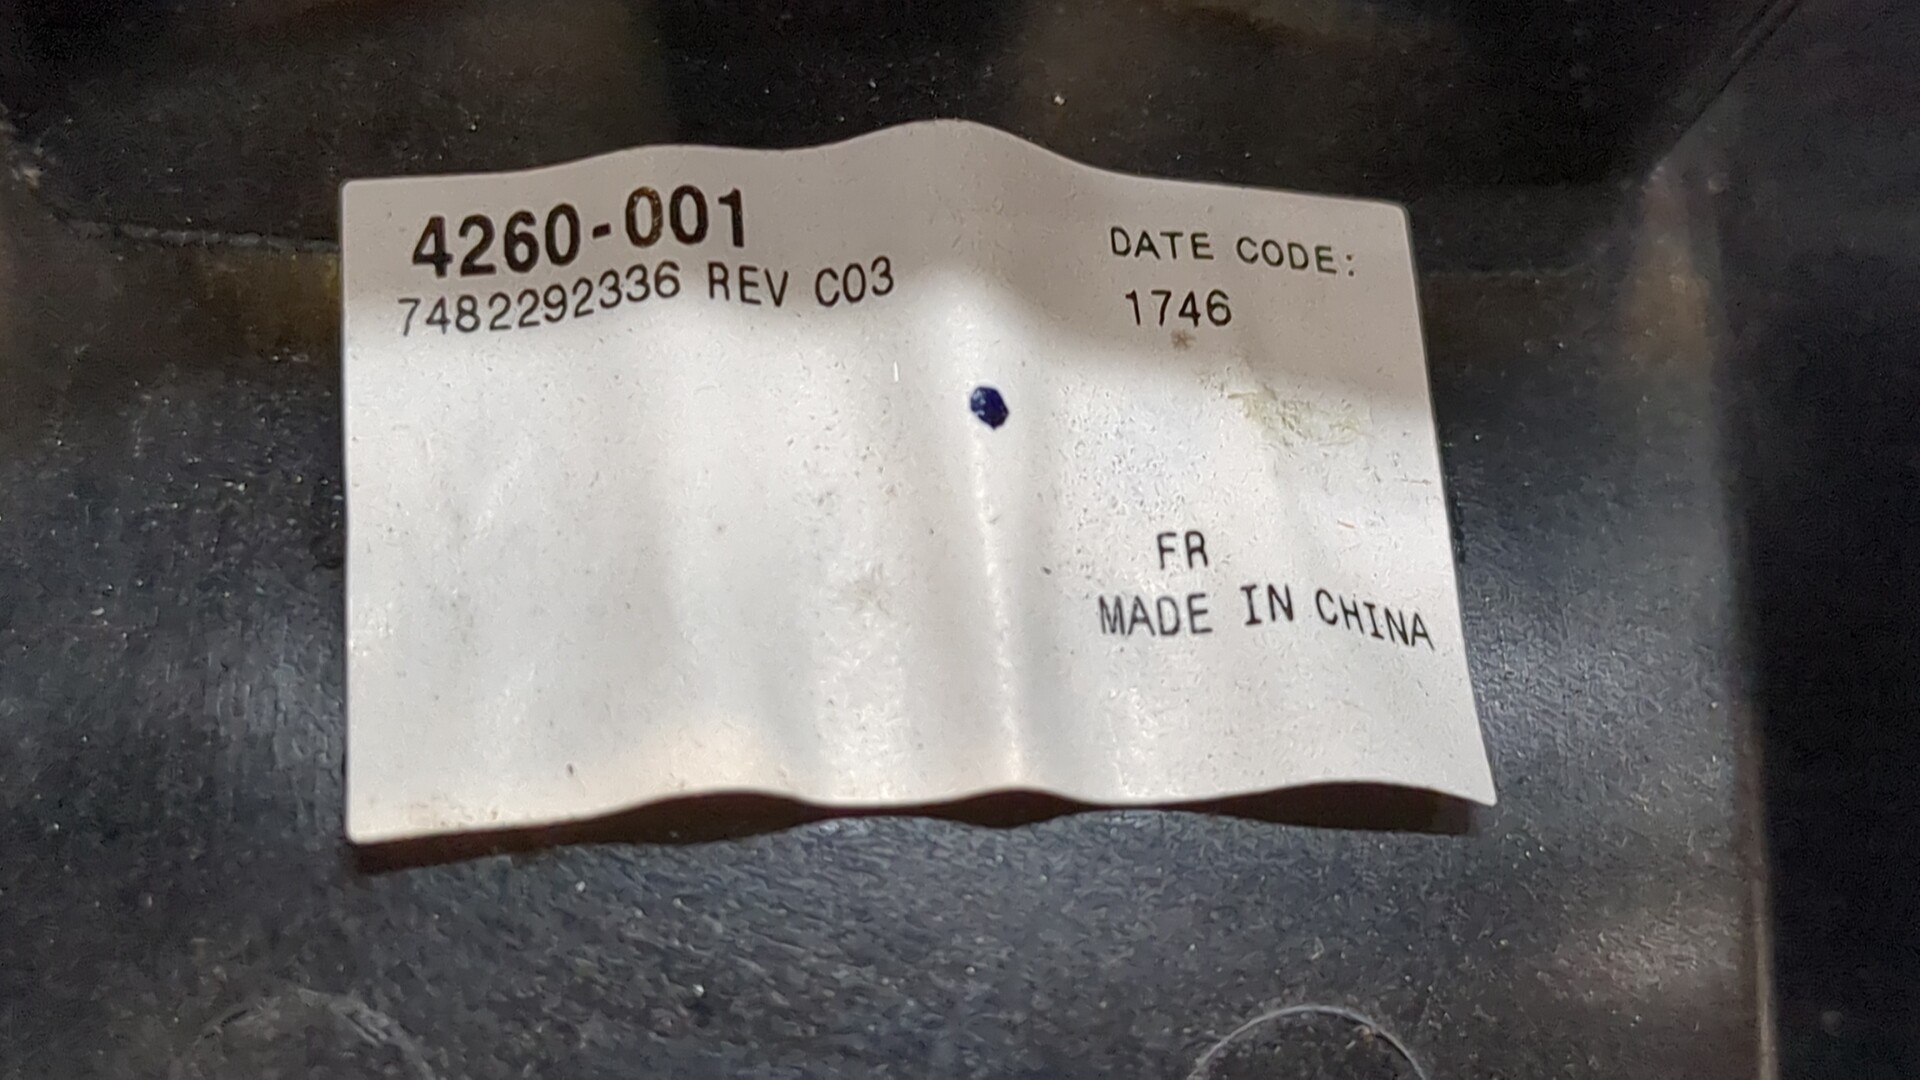 4260-001
7482292336 REV C03
DATE CODE:
1746
FR
MADE IN CHINA